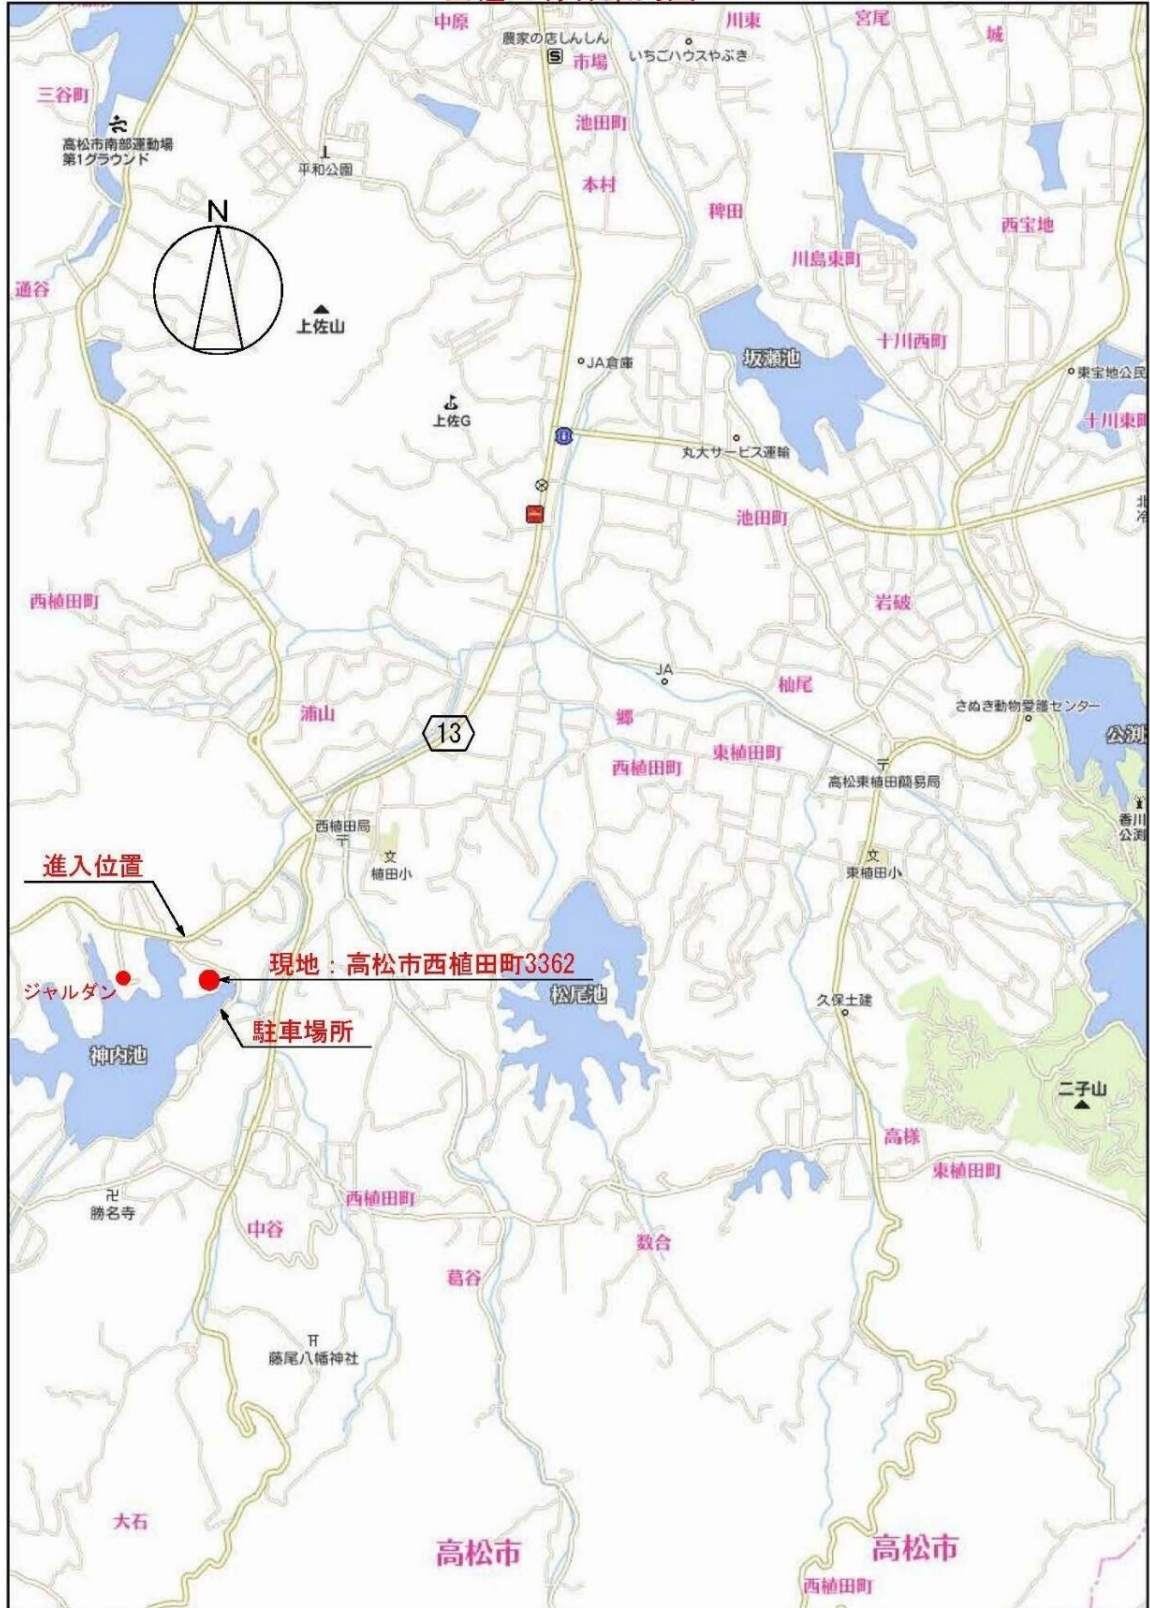 中原
川東
宮尾
城
農家の店しんしん
S
市場
いちごハウスやぶき
三谷町
高松市南部運動場
第1グラウンド
池田町
平和公園
本村
稗田
西宝地
N
川島東町
通谷
上佐山
十川西町
坂瀬池
JA倉庫
東宝地公民
上佐G
十川東町
丸大サービス運輸
池田町
西植田町
岩破
JA
杣尾
さぬき動物愛護センター
浦山
郷
13
東植田町
公渕
西植田町
高松東植田簡易局
香川
公渕
西植田局
文
植田小
文
東植田小
進入位置
現地：高松市西植田町3362
ジャルダン
松尾池
久保土建
駐車場所
神内池
二子山
高様
東植田町
勝名寺
西植田町
中谷
数合
葛谷
藤尾八幡神社
大石
高松市
高松市
西植田町